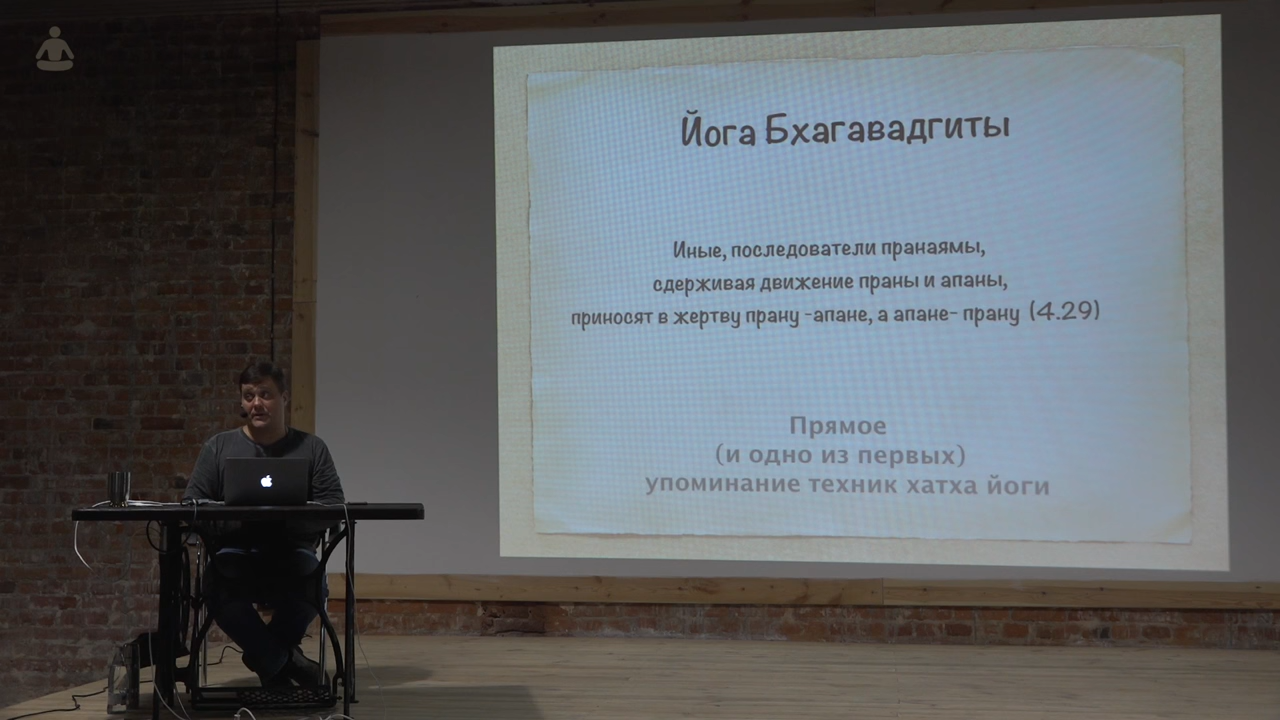 Йога Бхагавадгиты
Иные, последователи пранаямы,
сдерживая движение праны и апаны,
приносят в жертву прану -апане, а апане- прану (4.29)
Прямое
(и одно из первых)
упоминание техник хатха йоги